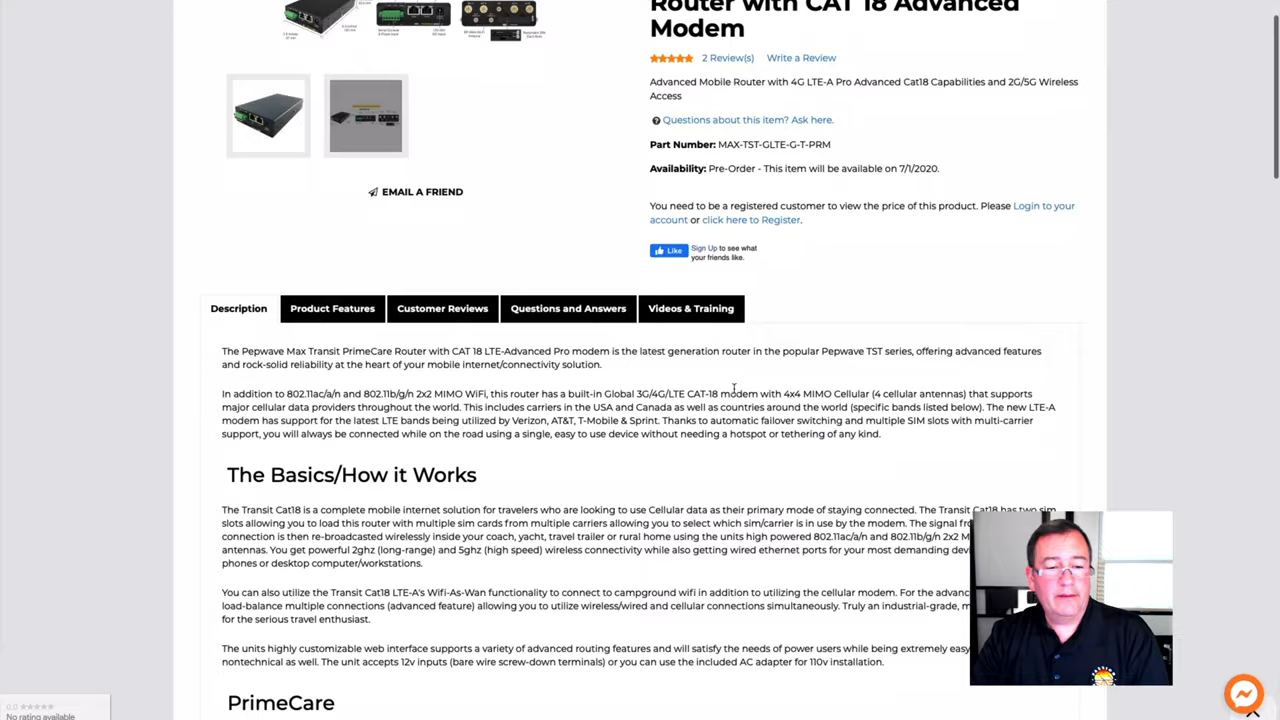 Router with CAT 18 Advanced
Modem
2 Review(s) Write a Review
Advanced Mobile Router with 4G LTE-A Pro Advanced Cat18 Capabilities and 2G/5G Wireless
Access
Questions about this item? Ask here.
Part Number: MAX-TST-GLTE-G-T-PRM
Availability: Pre-Order - This item will be available on 7/1/2020.
EMAIL A FRIEND
You need to be a registered customer to view the price of this product. Please Login to your
account or click here to Register.
Like Sign Up to see what
your friends like.
Description Product Features Customer Reviews Questions and Answers Videos & Training
The Pepwave Max Transit PrimeCare Router with CAT 18 LTE-Advanced Pro modem is the latest generation router in the popular Pepwave TST series, offering advanced features
and rock-solid reliability at the heart of your mobile internet/connectivity solution.
In addition to 802.11ac/a/n and 802.11b/g/n 2x2 MIMO WiFi, this router has a built-in Global 3G/4G/LTE CAT-18 modem with 4x4 MIMO Cellular (4 cellular antennas) that supports
major cellular data providers throughout the world. This includes carriers in the USA and Canada as well as countries around the world (specific bands listed below). The new LTE-A
modem has support for the latest LTE bands being utilized by Verizon, AT&T, T-Mobile & Sprint. Thanks to automatic failover switching and multiple SIM slots with multi-carrier
support, you will always be connected while on the road using a single, easy to use device without needing a hotspot or tethering of any kind.
The Basics/How it Works
The Transit Cat18 is a complete mobile internet solution for travelers who are looking to use Cellular data as their primary mode of staying connected. The Transit Cat18 has two sim
slots allowing you to load this router with multiple sim cards from multiple carriers allowing you to select which sim/carrier is in use by the modem. The signal
connection is then re-broadcasted wirelessly inside your coach, yacht, travel trailer or rural home using the units high powered 802.11ac/a/n and 802.11b/g/n 2x2
antennas. You get powerful 2ghz (long-range) and 5ghz (high speed) wireless connectivity while also getting wired ethernet ports for your most demanding
phones or desktop computer/workstations.
You can also utilize the Transit Cat18 LTE-A's Wifi-As-Wan functionality to connect to campground wifi in addition to utilizing the cellular modem. For the
load-balance multiple connections (advanced feature) allowing you to utilize wireless/wired and cellular connections simultaneously. Truly an industrial-grade,
for the serious travel enthusiast.
The units highly customizable web interface supports a variety of advanced routing features and will satisfy the needs of power users while being extremely easy
nontechnical as well. The unit accepts 12v inputs (bare wire screw-down terminals) or you can use the included AC adapter for 110v installation.
PrimeCare
0.0
No rating available